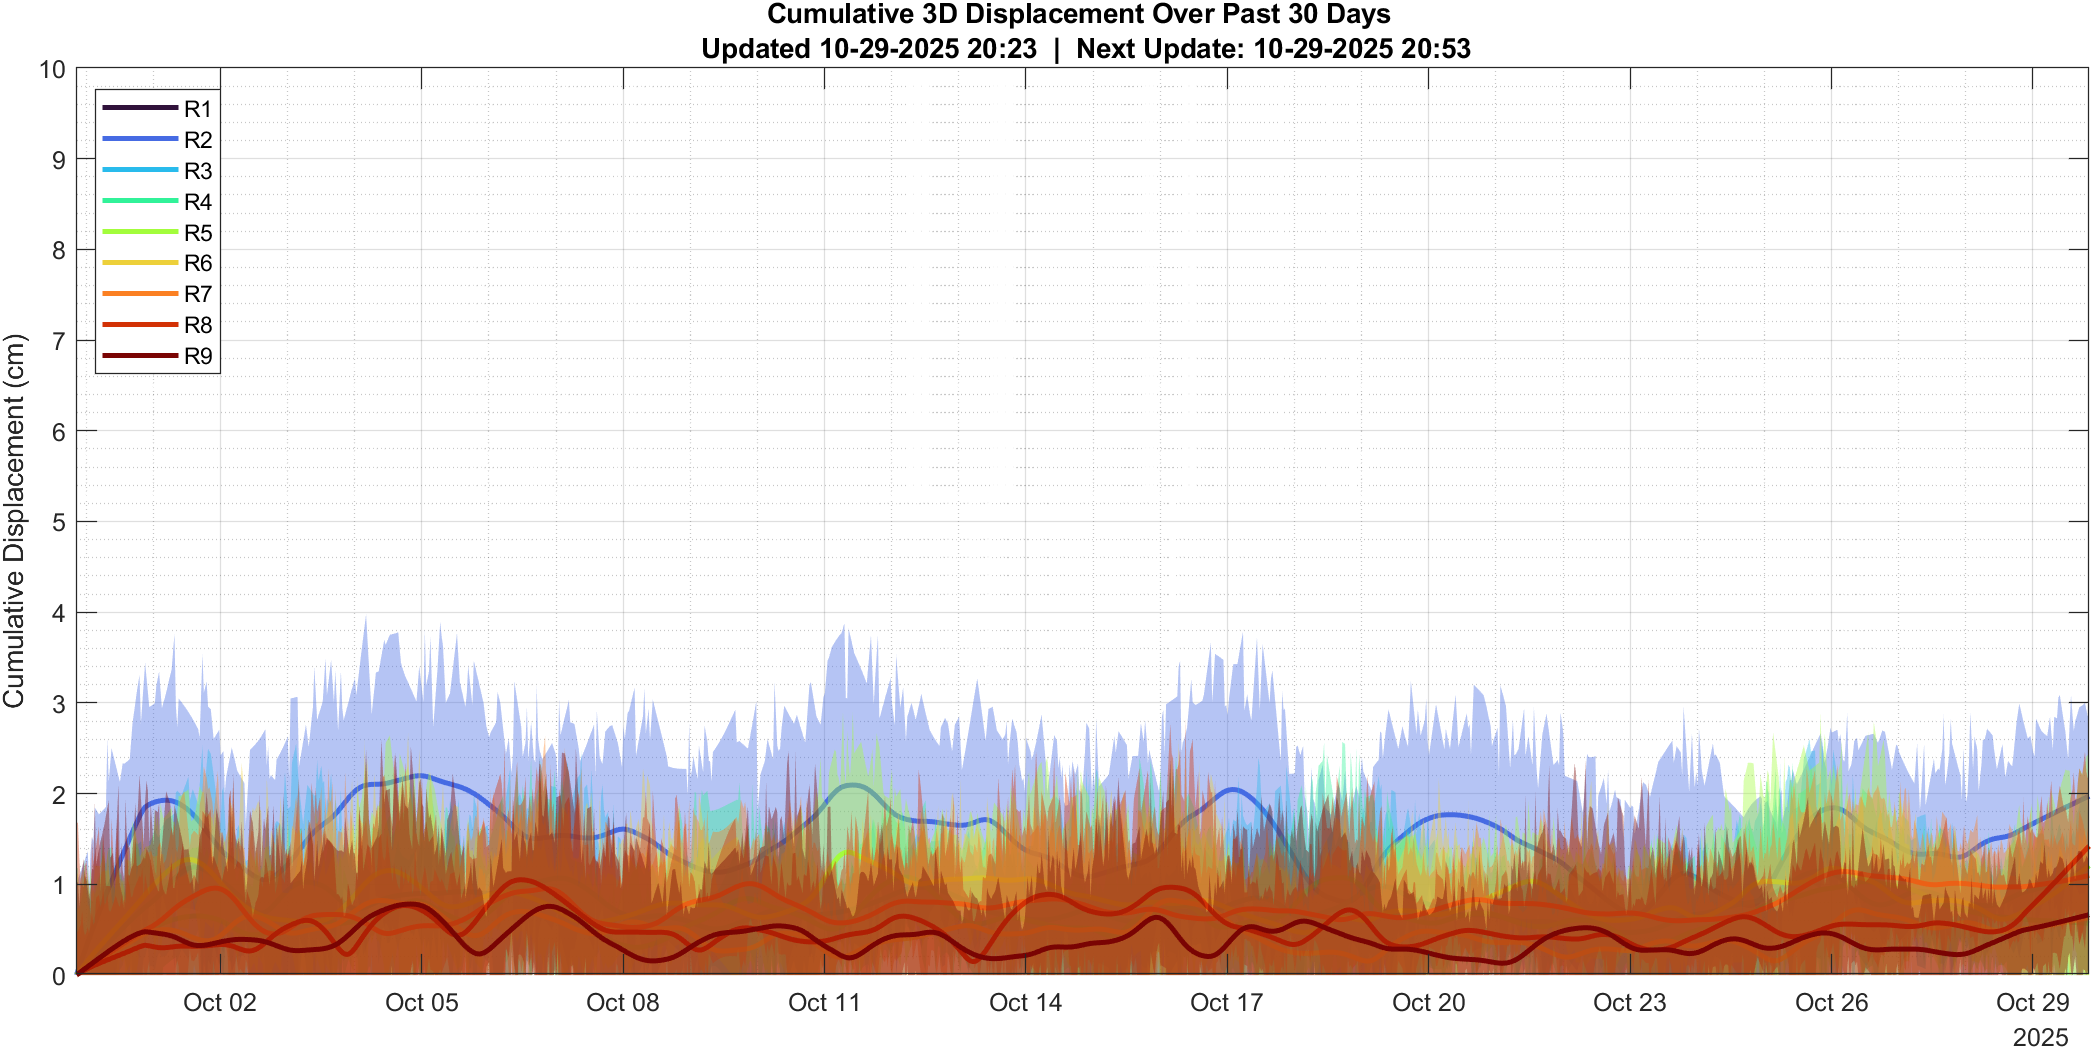 Cumulative 3D Displacement Over Past 30 Days
Updated 10-29-2025 20:23 | Next Update: 10-29-2025 20:53
10
9
8
7
6
5
4
3
2
1
0
Cumulative Displacement (cm)
R1
R2
R3
R4
R5
R6
R7
R8
R9
Oct 02 Oct 05 Oct 08 Oct 11 Oct 14 Oct 17 Oct 20 Oct 23 Oct 26 Oct 29
2025